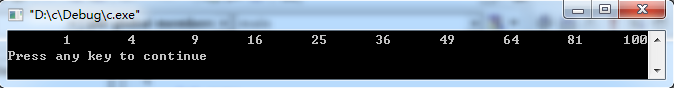 "D:\c\Debug\c.exe"
1 4 9 16 25 36 49 64 81 100
Press any key to continue